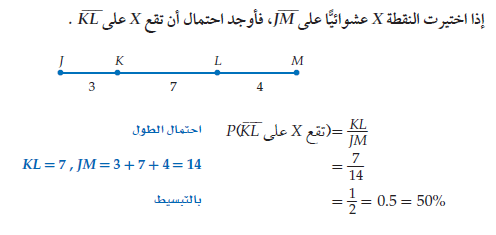 إذا اختيرت النقطة X عشوائيًّا على JM، فأوجد احتمال أن تقع X على KL .
J K L M
3 7 4
احتمال الطول P(KL تقع X على)= KL/JM
KL = 7 , JM = 3 + 7 + 4 = 14 = 7/14
بالتبسيط = 1/2 = 0.5 = 50%